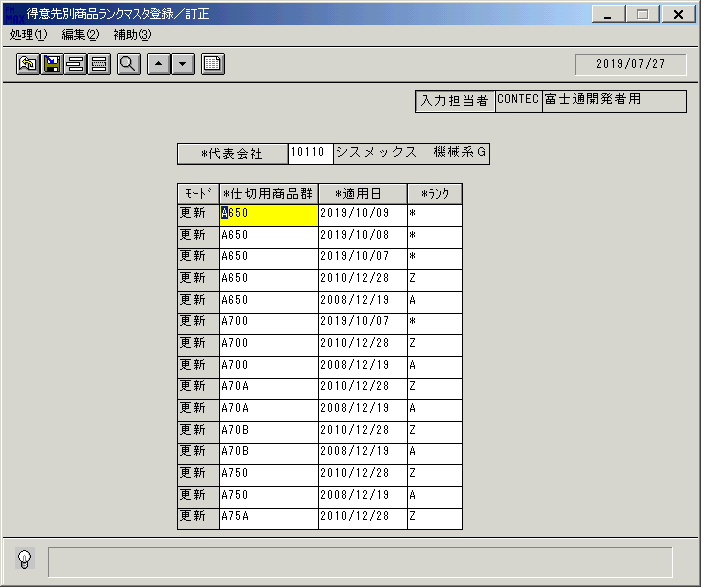 得意先別商品ランクマスタ登録／訂正
処理(1) 編集(2) 補助(3)
2019/07/27
入力担当者 CONTEC 富士通開発者用
*代表会社 10110 シスメックス 機械系G
ﾓｰﾄﾞ *仕切用商品群 *適用日 *ﾗﾝｸ
更新 A650 2019/10/09 *
更新 A650 2019/10/08 *
更新 A650 2019/10/07 *
更新 A650 2010/12/28 Z
更新 A650 2008/12/19 A
更新 A700 2019/10/07 *
更新 A700 2010/12/28 Z
更新 A700 2008/12/19 A
更新 A70A 2010/12/28 Z
更新 A70A 2008/12/19 A
更新 A70B 2010/12/28 Z
更新 A70B 2008/12/19 A
更新 A750 2010/12/28 Z
更新 A750 2008/12/19 A
更新 A75A 2010/12/28 Z